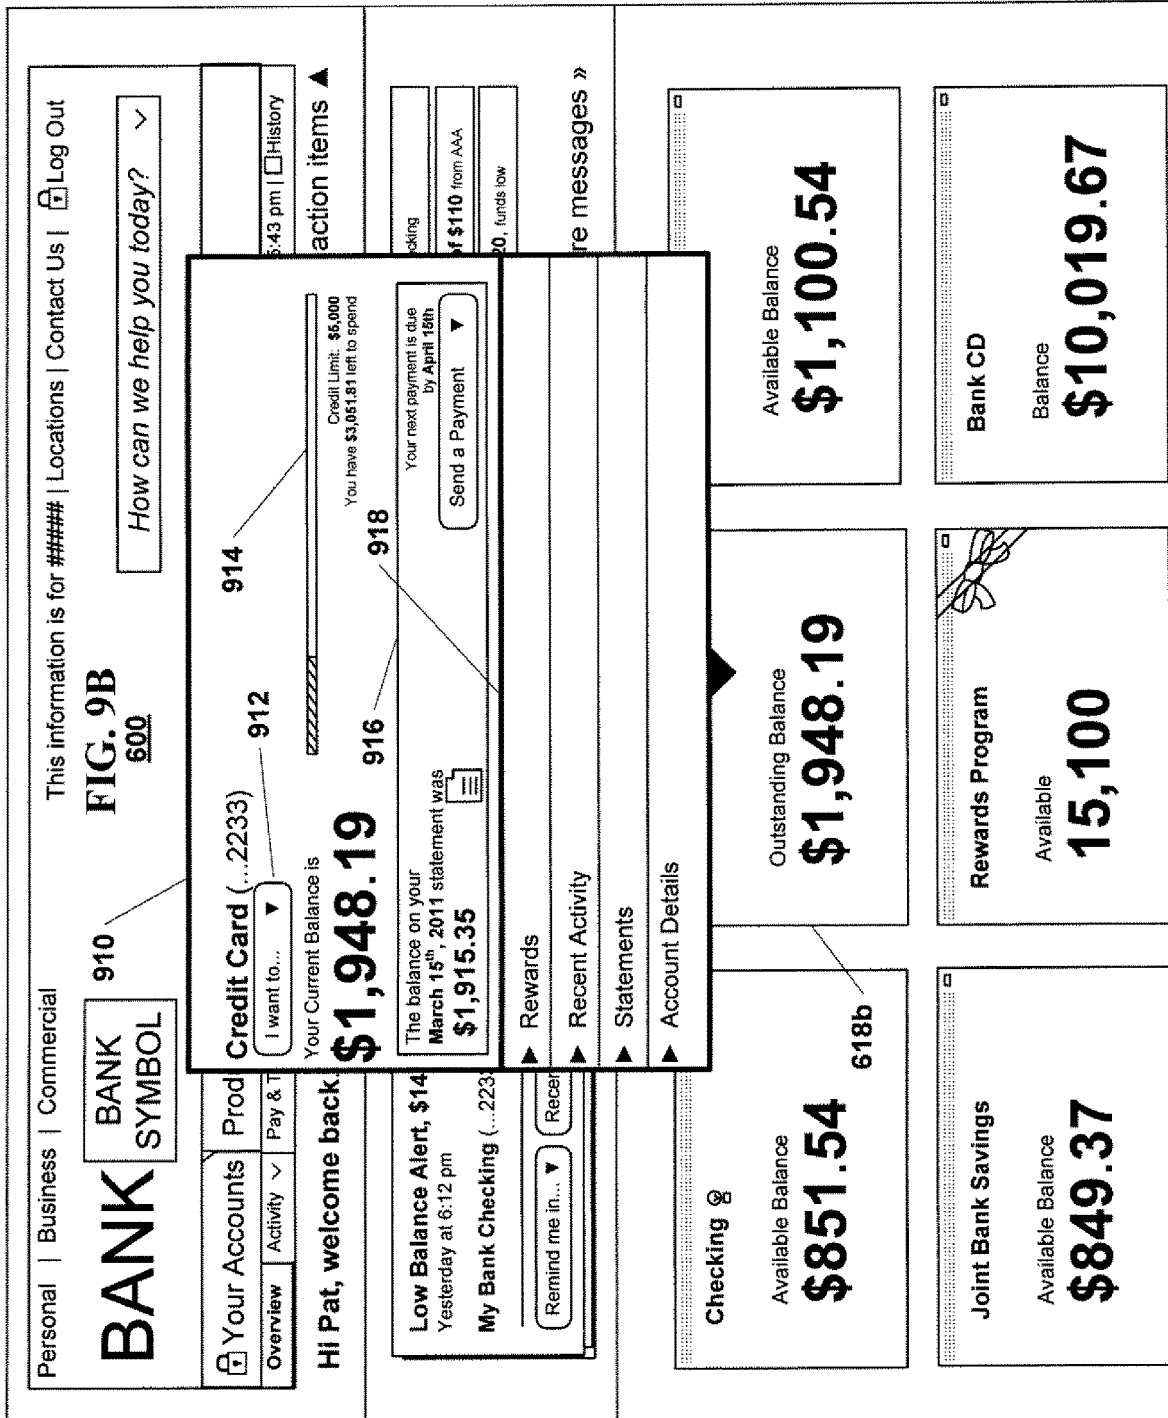 Personal | Business | Commercial
This information is for ##### | Locations | Contact Us | Log Out
BANK
BANK
SYMBOL
910
FIG. 9B
600
How can we help you today?
Your Accounts
Prod
Overview
Activity
Pay & T
5:43 pm | History
Hi Pat, welcome back.
action items ▲
Credit Card (...2233)
912
914
I want to... ▼
Your Current Balance is
$1,948.19
Credit Limit: $5,000
You have $3,051.81 left to spend
916
918
The balance on your
March 15th, 2011 statement was
$1,915.35
Your next payment is due
by April 15th
Send a Payment ▼
▶ Rewards
▶ Recent Activity
▶ Statements
▶ Account Details
Low Balance Alert, $14
Yesterday at 6:12 pm
My Bank Checking (...223
Remind me in... ▼
Recen
cking
of $110 from AAA
20, funds low
re messages »
Checking
Available Balance
$851.54
618b
Outstanding Balance
$1,948.19
Available Balance
$1,100.54
Joint Bank Savings
Available Balance
$849.37
Rewards Program
Available
15,100
Bank CD
Balance
$10,019.67